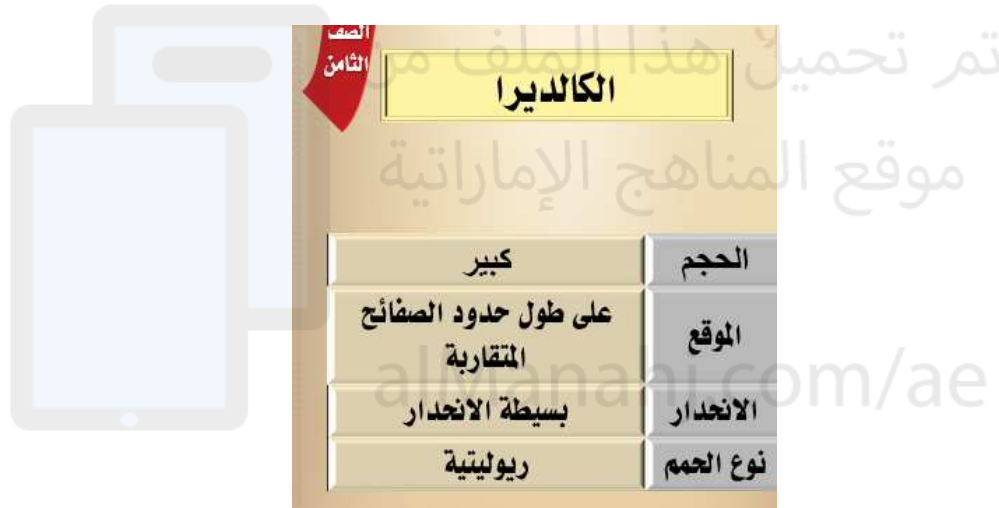 تم تحميل هذا الملف من
موقع المناهج الإماراتية
alManahj.com/ae
الصف
الثامن
الكالديرا
الحجم كبير
الموقع على طول حدود الصفائح
المتقاربة
الانحدار بسيطة الانحدار
نوع الحمم ريوليتية